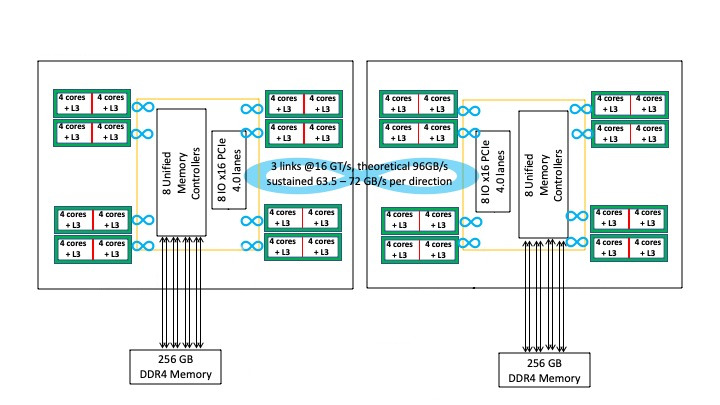 4 cores 4 cores
+ L3 + L3
4 cores 4 cores
+ L3 + L3
4 cores 4 cores
+ L3 + L3
4 cores 4 cores
+ L3 + L3
8 Unified
Memory
Controllers
8 IO x16 PCIe
4.0 lanes
4 cores 4 cores
+ L3 + L3
4 cores 4 cores
+ L3 + L3
4 cores 4 cores
+ L3 + L3
4 cores 4 cores
+ L3 + L3
3 links @16 GT/s, theoretical 96GB/s
sustained 63.5 – 72 GB/s per direction
4 cores 4 cores
+ L3 + L3
4 cores 4 cores
+ L3 + L3
4 cores 4 cores
+ L3 + L3
4 cores 4 cores
+ L3 + L3
8 IO x16 PCIe
4.0 lanes
8 Unified
Memory
Controllers
4 cores 4 cores
+ L3 + L3
4 cores 4 cores
+ L3 + L3
4 cores 4 cores
+ L3 + L3
4 cores 4 cores
+ L3 + L3
256 GB
DDR4 Memory
256 GB
DDR4 Memory